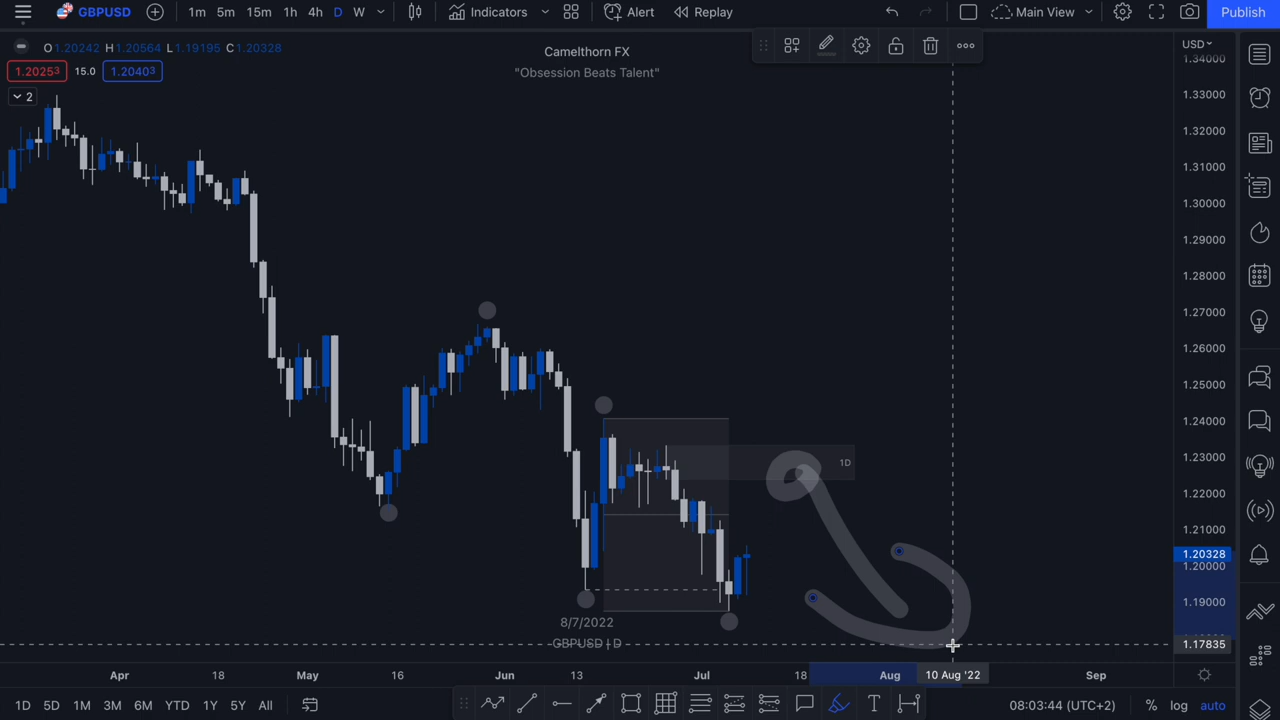 GBPUSD 1m 5m 15m 1h 4h D W Indicators Alert Replay Main View Publish
O1.20242 H1.20564 L1.19195 C1.20328
1.20253 15.0 1.20403
2
Camelthorn FX
"Obsession Beats Talent"
USD
1.34000
1.33000
1.32000
1.31000
1.30000
1.29000
1.28000
1.27000
1.26000
1.25000
1.24000
1.23000
1.22000
1.21000
1.20328
1.20000
1.19000
1.17835
1D
8/7/2022
GBPUSD | D
Apr 18 May 16 Jun 13 Jul 18 Aug 10 Aug '22 Sep
1D 5D 1M 3M 6M YTD 1Y 5Y All 08:03:44 (UTC+2) % log auto